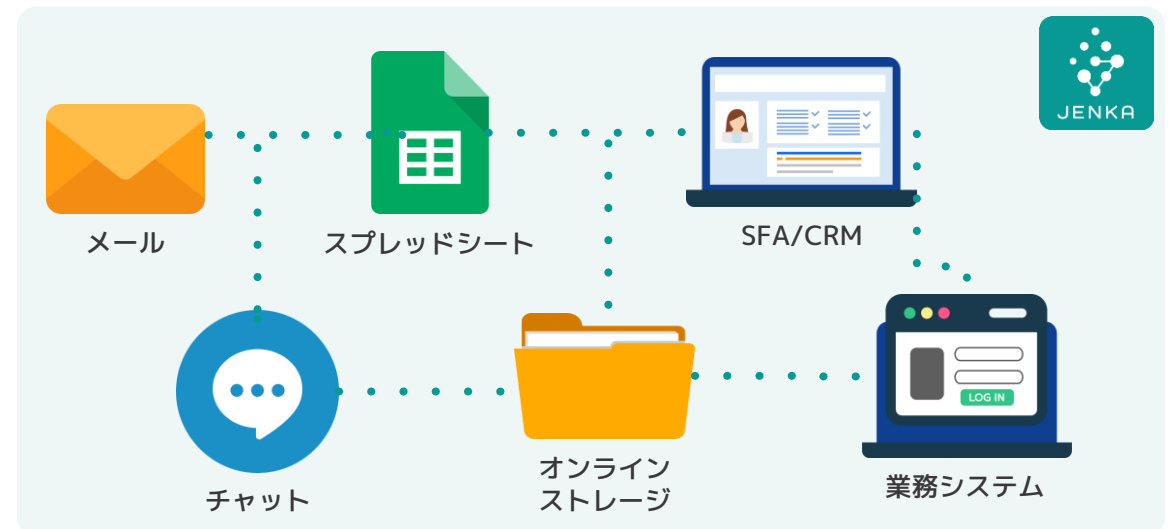 JENKA
メール
スプレッドシート
SFA/CRM
チャット
オンライン
ストレージ
LOG IN
業務システム